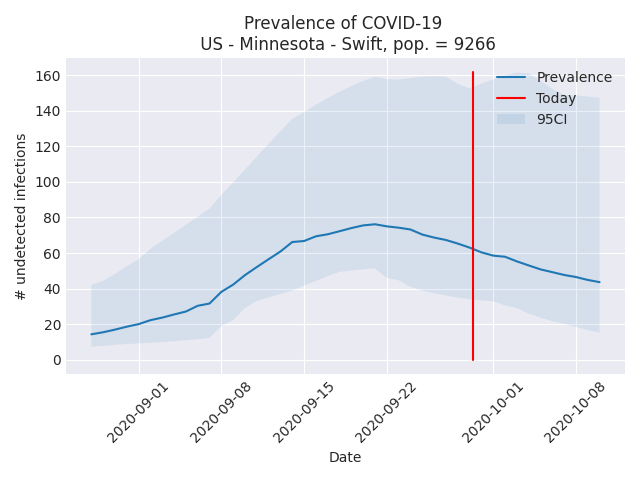 Prevalence of COVID-19
US - Minnesota - Swift, pop. = 9266
# undetected infections
160
140
120
100
80
60
40
20
0
Prevalence
Today
95CI
2020-09-01
2020-09-08
2020-09-15
2020-09-22
2020-10-01
2020-10-08
Date